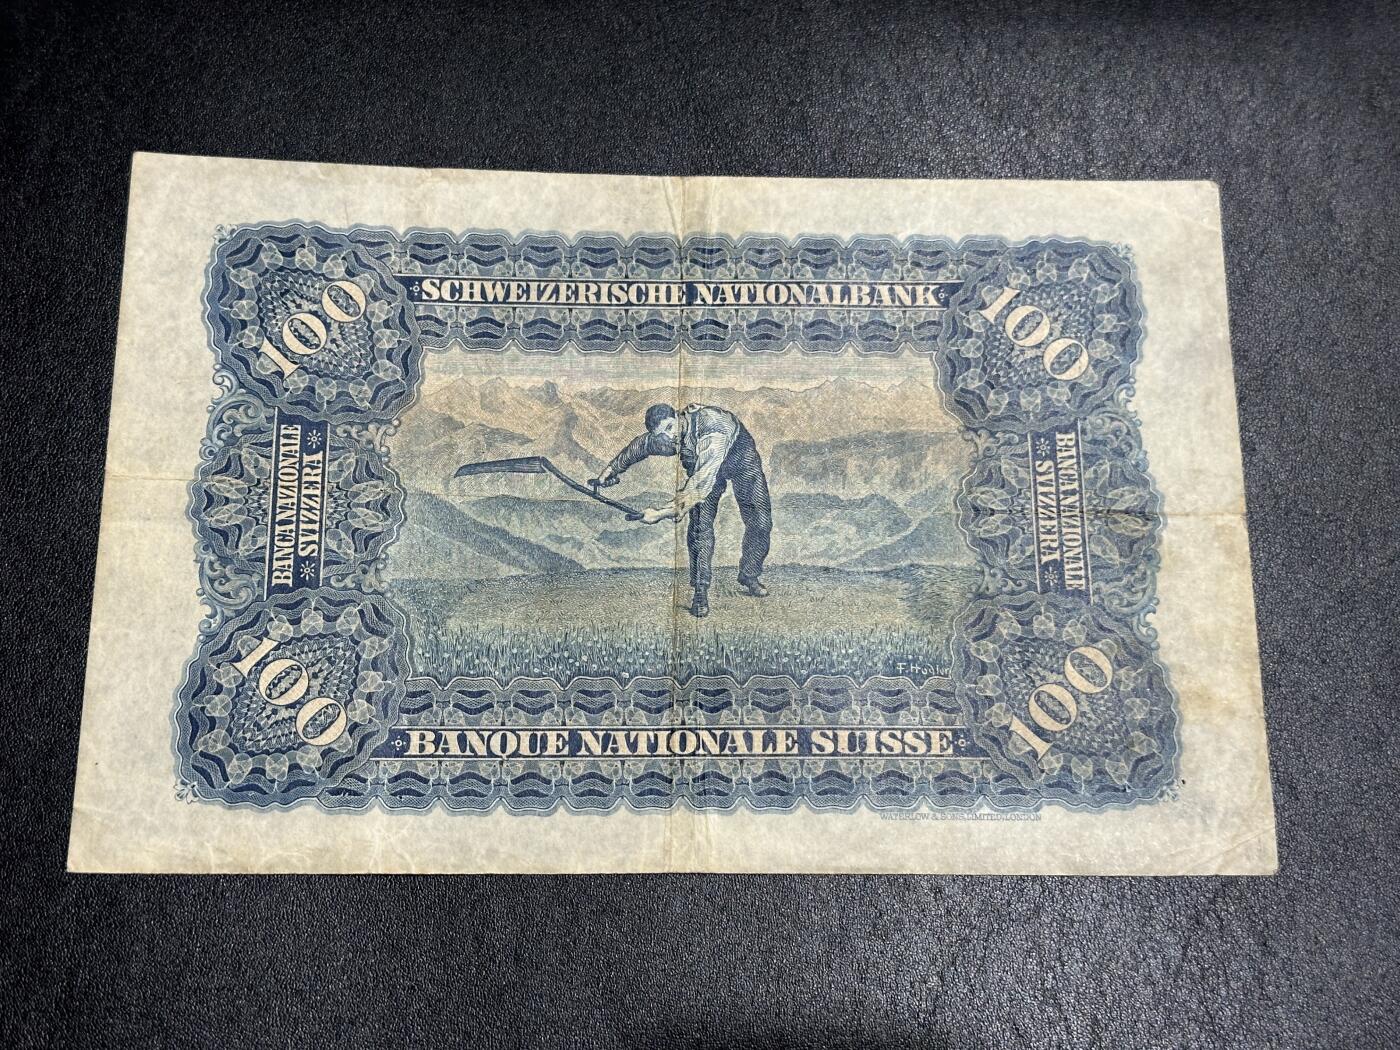 100
SCHWEIZERISCHE NATIONALBANK
100
BANCA NAZIONALE
SVIZZERA
BANCA NAZIONALE
SVIZZERA
F. Hodler
100
BANQUE NATIONALE SUISSE
100
WATERLOW & SONS, LIMITED, LONDON